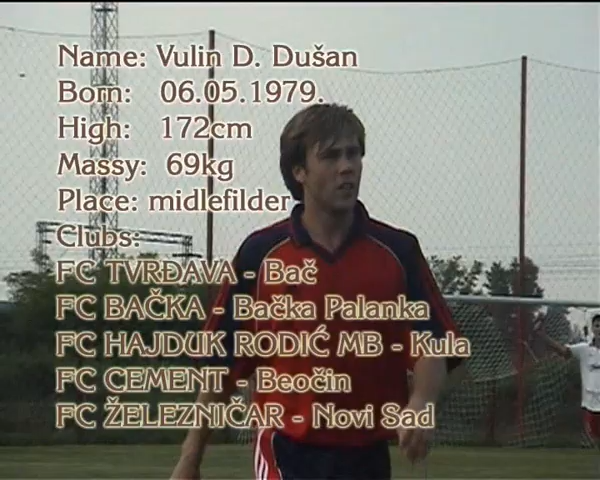 Name: Vulin D. Dušan
Born: 06.05.1979.
High: 172cm
Massy: 69kg
Place: midlefilder
Clubs:
FC TVRĐAVA - Bač
FC BAČKA - Bačka Palanka
FC HAJDUK RODIĆ MB - Kula
FC CEMENT - Beočin
FC ŽELEZNIČAR - Novi Sad